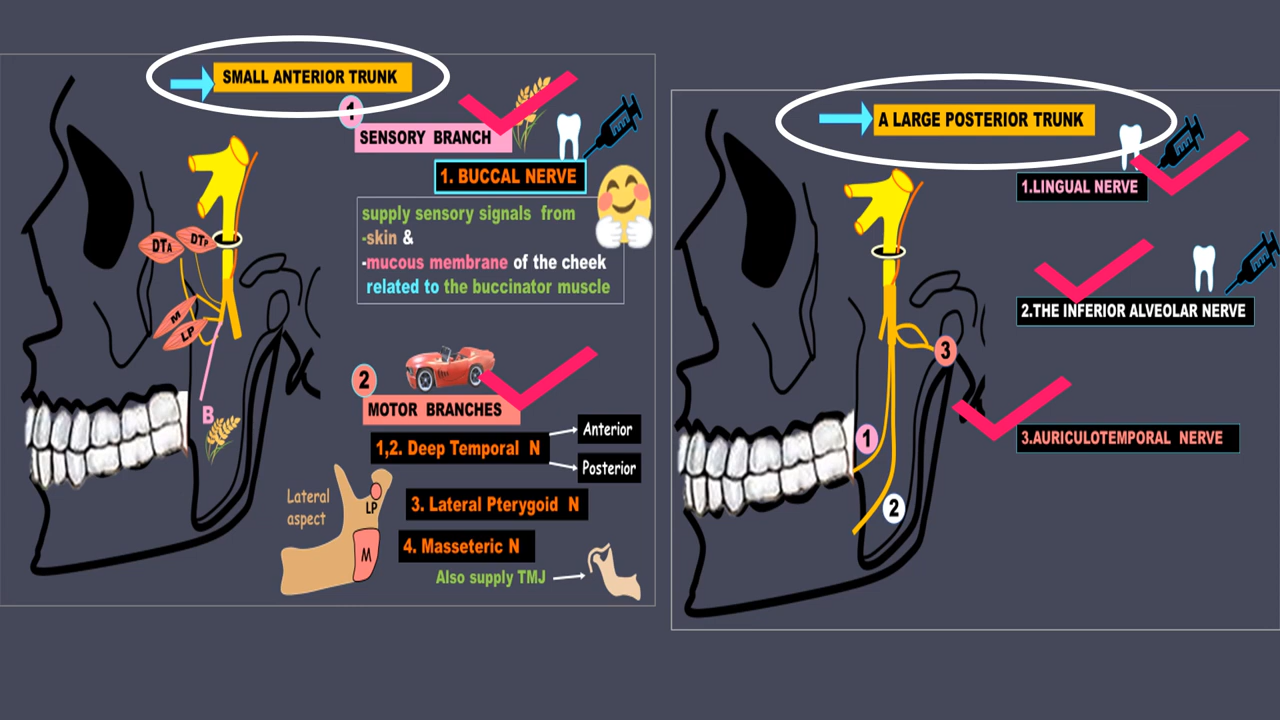 SMALL ANTERIOR TRUNK
1
SENSORY BRANCH
1. BUCCAL NERVE
supply sensory signals from
-skin &
-mucous membrane of the cheek
related to the buccinator muscle
DTA
DTP
M
LP
B
2
MOTOR BRANCHES
1,2. Deep Temporal N
Anterior
Posterior
Lateral
aspect
LP
M
3. Lateral Pterygoid N
4. Masseteric N
Also supply TMJ
A LARGE POSTERIOR TRUNK
1.LINGUAL NERVE
2.THE INFERIOR ALVEOLAR NERVE
3.AURICULOTEMPORAL NERVE
3
1
2